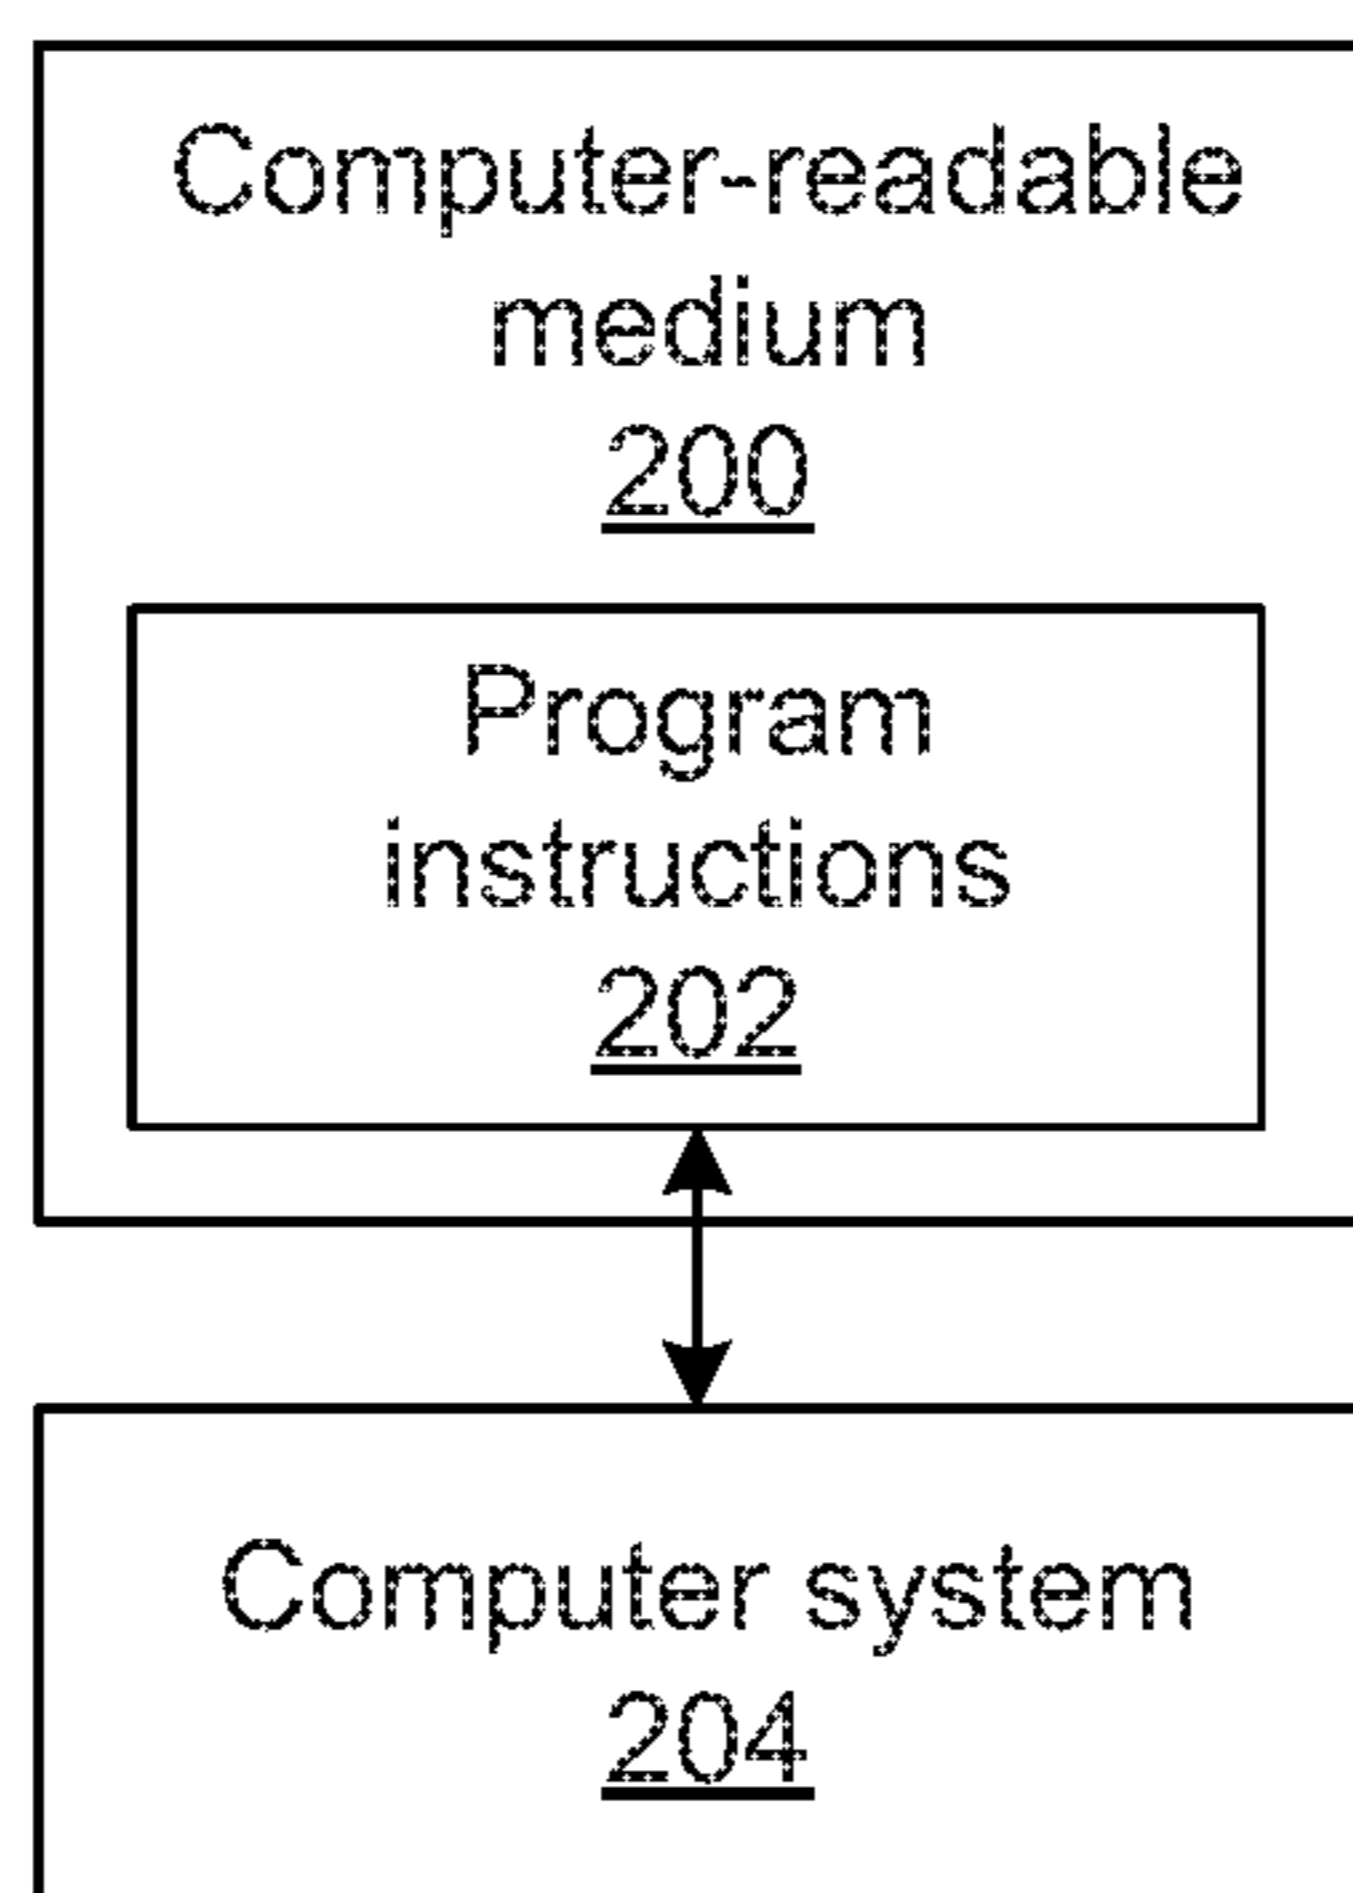 Computer-readable
medium
200
Program
instructions
202
Computer system
204